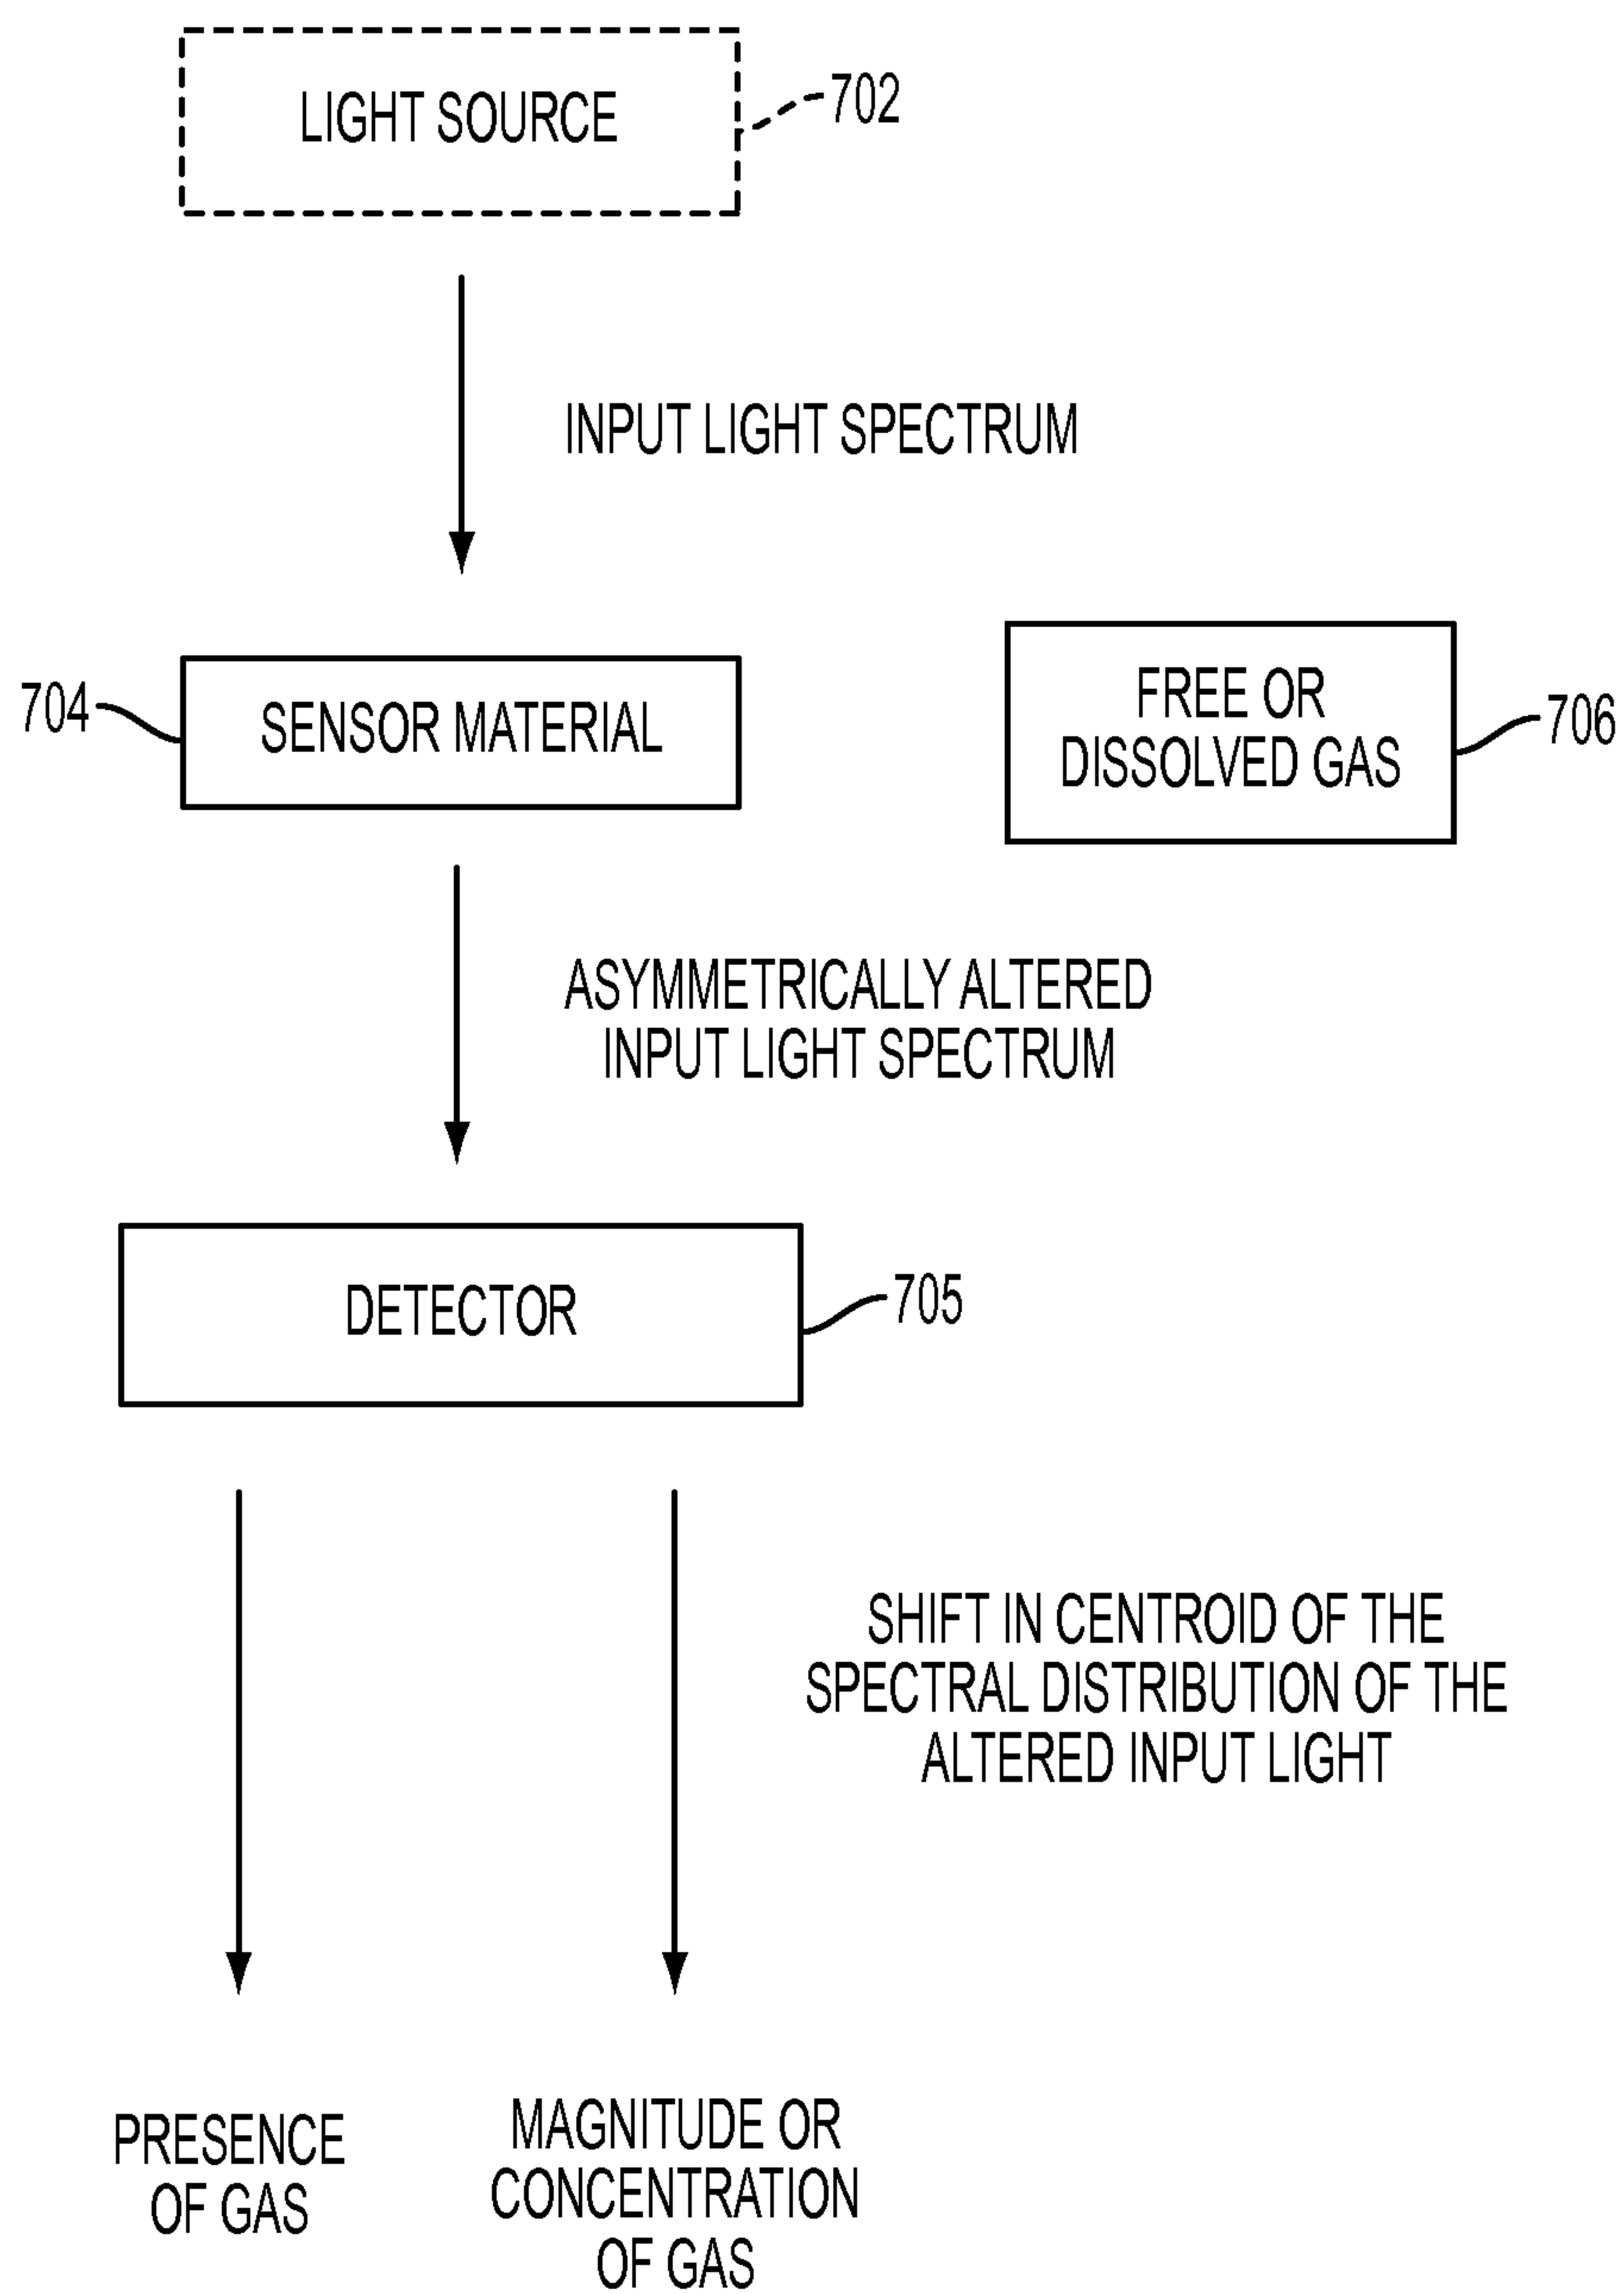 LIGHT SOURCE
702
INPUT LIGHT SPECTRUM
704
SENSOR MATERIAL
FREE OR
DISSOLVED GAS
706
ASYMMETRICALLY ALTERED
INPUT LIGHT SPECTRUM
DETECTOR
705
SHIFT IN CENTROID OF THE
SPECTRAL DISTRIBUTION OF THE
ALTERED INPUT LIGHT
PRESENCE
OF GAS
MAGNITUDE OR
CONCENTRATION
OF GAS